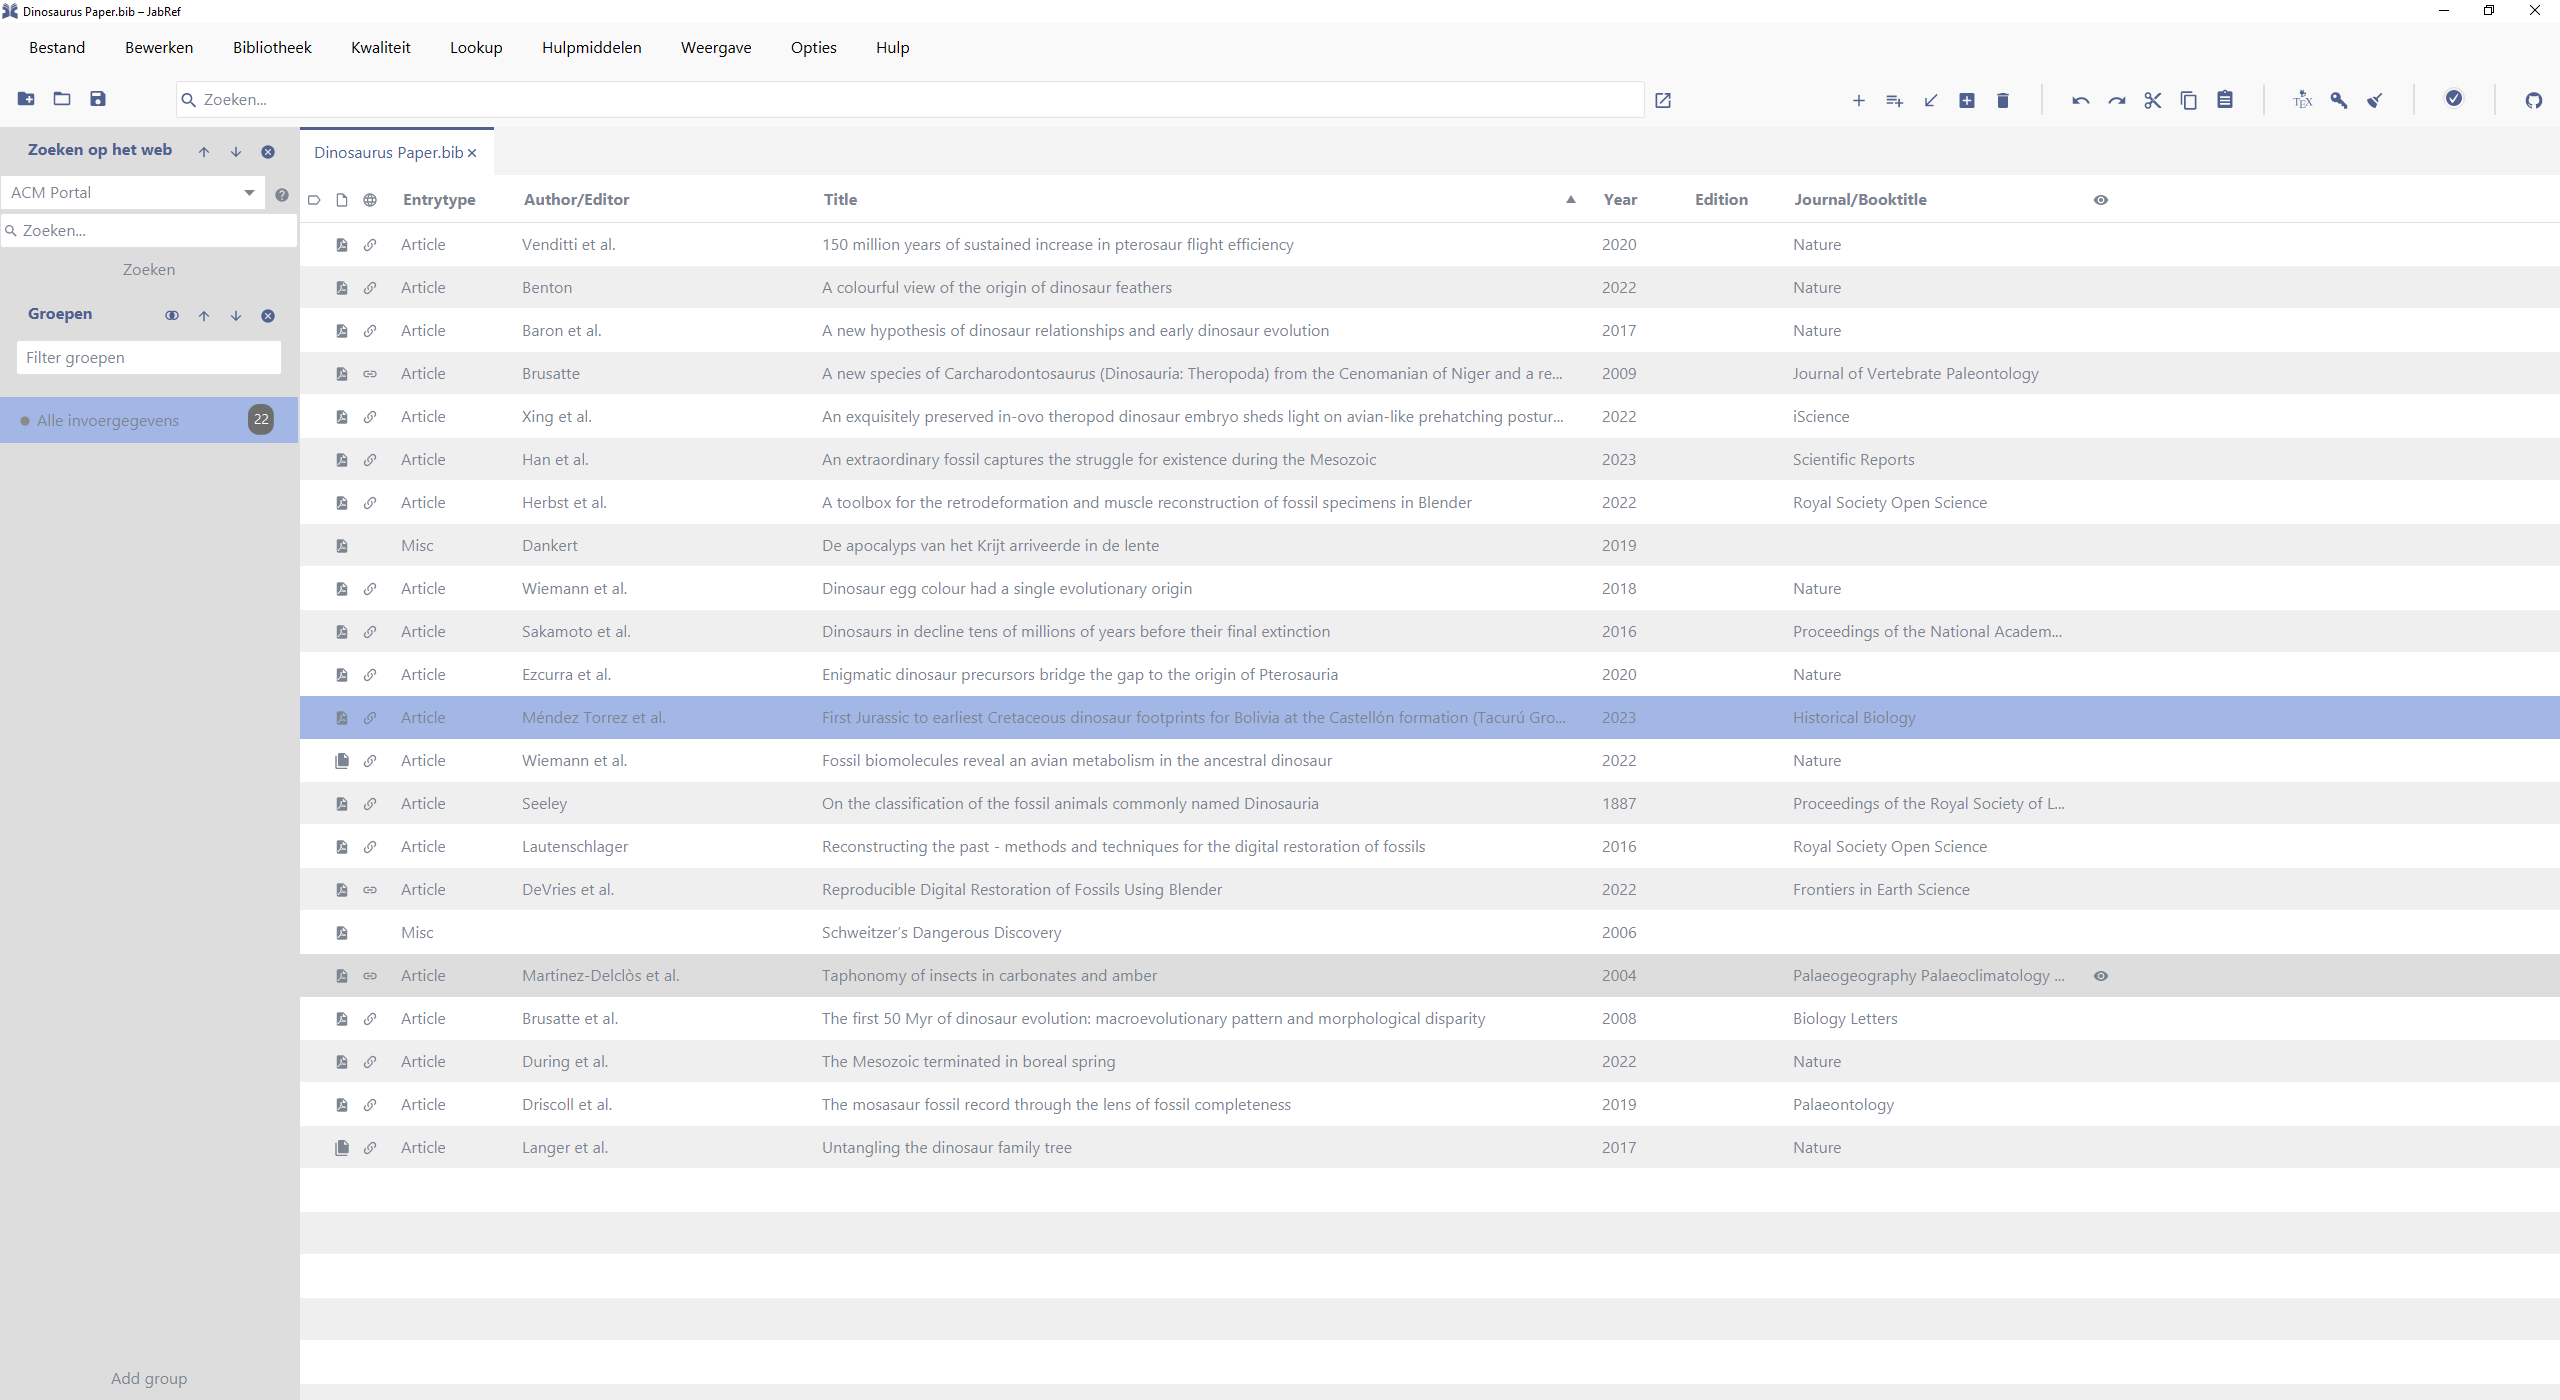 Dinosaurus Paper.bib – JabRef
Bestand Bewerken Bibliotheek Kwaliteit Lookup Hulpmiddelen Weergave Opties Hulp
Zoeken...
Zoeken op het web
ACM Portal
Zoeken...
Zoeken
Groepen
Filter groepen
Alle invoergegevens 22
Add group
Dinosaurus Paper.bib
Entrytype Author/Editor Title Year Edition Journal/Booktitle
Article Venditti et al. 150 million years of sustained increase in pterosaur flight efficiency 2020 Nature
Article Benton A colourful view of the origin of dinosaur feathers 2022 Nature
Article Baron et al. A new hypothesis of dinosaur relationships and early dinosaur evolution 2017 Nature
Article Brusatte A new species of Carcharodontosaurus (Dinosauria: Theropoda) from the Cenomanian of Niger and a re... 2009 Journal of Vertebrate Paleontology
Article Xing et al. An exquisitely preserved in-ovo theropod dinosaur embryo sheds light on avian-like prehatching postur... 2022 iScience
Article Han et al. An extraordinary fossil captures the struggle for existence during the Mesozoic 2023 Scientific Reports
Article Herbst et al. A toolbox for the retrodeformation and muscle reconstruction of fossil specimens in Blender 2022 Royal Society Open Science
Misc Dankert De apocalyps van het Krijt arriveerde in de lente 2019
Article Wiemann et al. Dinosaur egg colour had a single evolutionary origin 2018 Nature
Article Sakamoto et al. Dinosaurs in decline tens of millions of years before their final extinction 2016 Proceedings of the National Academ...
Article Ezcurra et al. Enigmatic dinosaur precursors bridge the gap to the origin of Pterosauria 2020 Nature
Article Méndez Torrez et al. First Jurassic to earliest Cretaceous dinosaur footprints for Bolivia at the Castellón formation (Tacurú Gro... 2023 Historical Biology
Article Wiemann et al. Fossil biomolecules reveal an avian metabolism in the ancestral dinosaur 2022 Nature
Article Seeley On the classification of the fossil animals commonly named Dinosauria 1887 Proceedings of the Royal Society of L...
Article Lautenschlager Reconstructing the past - methods and techniques for the digital restoration of fossils 2016 Royal Society Open Science
Article DeVries et al. Reproducible Digital Restoration of Fossils Using Blender 2022 Frontiers in Earth Science
Misc Schweitzer’s Dangerous Discovery 2006
Article Martínez-Delclòs et al. Taphonomy of insects in carbonates and amber 2004 Palaeogeography Palaeoclimatology ...
Article Brusatte et al. The first 50 Myr of dinosaur evolution: macroevolutionary pattern and morphological disparity 2008 Biology Letters
Article During et al. The Mesozoic terminated in boreal spring 2022 Nature
Article Driscoll et al. The mosasaur fossil record through the lens of fossil completeness 2019 Palaeontology
Article Langer et al. Untangling the dinosaur family tree 2017 Nature